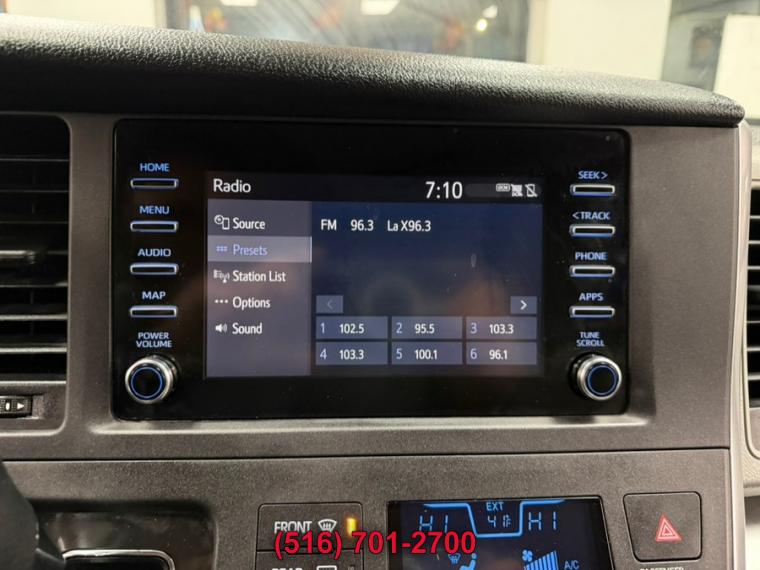 HOME
MENU
AUDIO
MAP
POWER
VOLUME
Radio
7:10
Source
Presets
Station List
Options
Sound
FM 96.3 La X96.3
< >
1 102.5 2 95.5 3 103.3
4 103.3 5 100.1 6 96.1
SEEK >
< TRACK
PHONE
APPS
TUNE
SCROLL
FRONT
HI
EXT
41°F
HI
A/C
(516) 701-2700